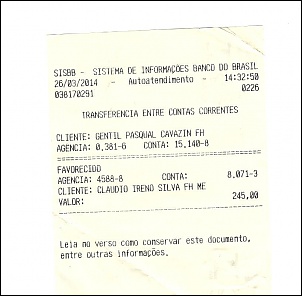 SISBB - SISTEMA DE INFORMAÇÕES BANCO DO BRASIL
26/03/2014 - Autoatendimento - 14:32:50
038170291 0226
TRANSFERENCIA ENTRE CONTAS CORRENTES
CLIENTE: GENTIL PASQUAL CAVAZIN FH
AGENCIA: 0,381-6 CONTA: 15,140-8
FAVORECIDO
AGENCIA: 4588-8 CONTA: 8,071-3
CLIENTE: CLAUDIO IRENO SILVA FH ME
VALOR: 245,00
Leia no verso como conservar este documento,
entre outras informações.